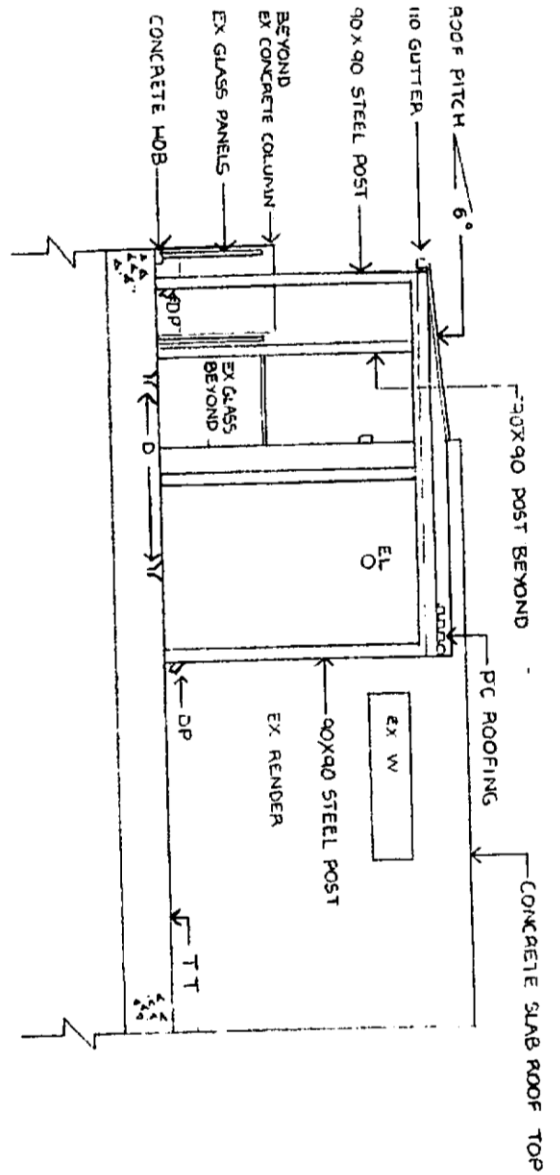 ROOF PITCH 6°
110 GUTTER
90X90 STEEL POST
BEYOND
EX CONCRETE COLUMN
EX GLASS PANELS
CONCRETE HOB
DP
EX GLASS
BEYOND
D
90X90 POST BEYOND
EL
PC ROOFING
DP
90X90 STEEL POST
EX RENDER
EX W
TT
CONCRETE SLAB ROOF TOP